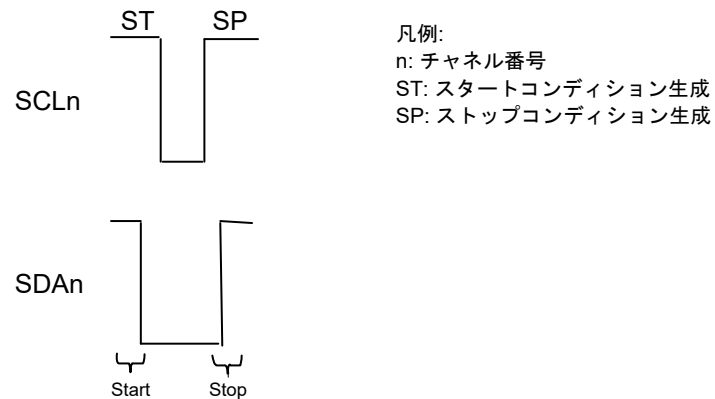 ST SP
SCLn
SDAn
Start Stop
凡例:
n: チャネル番号
ST: スタートコンディション生成
SP: ストップコンディション生成